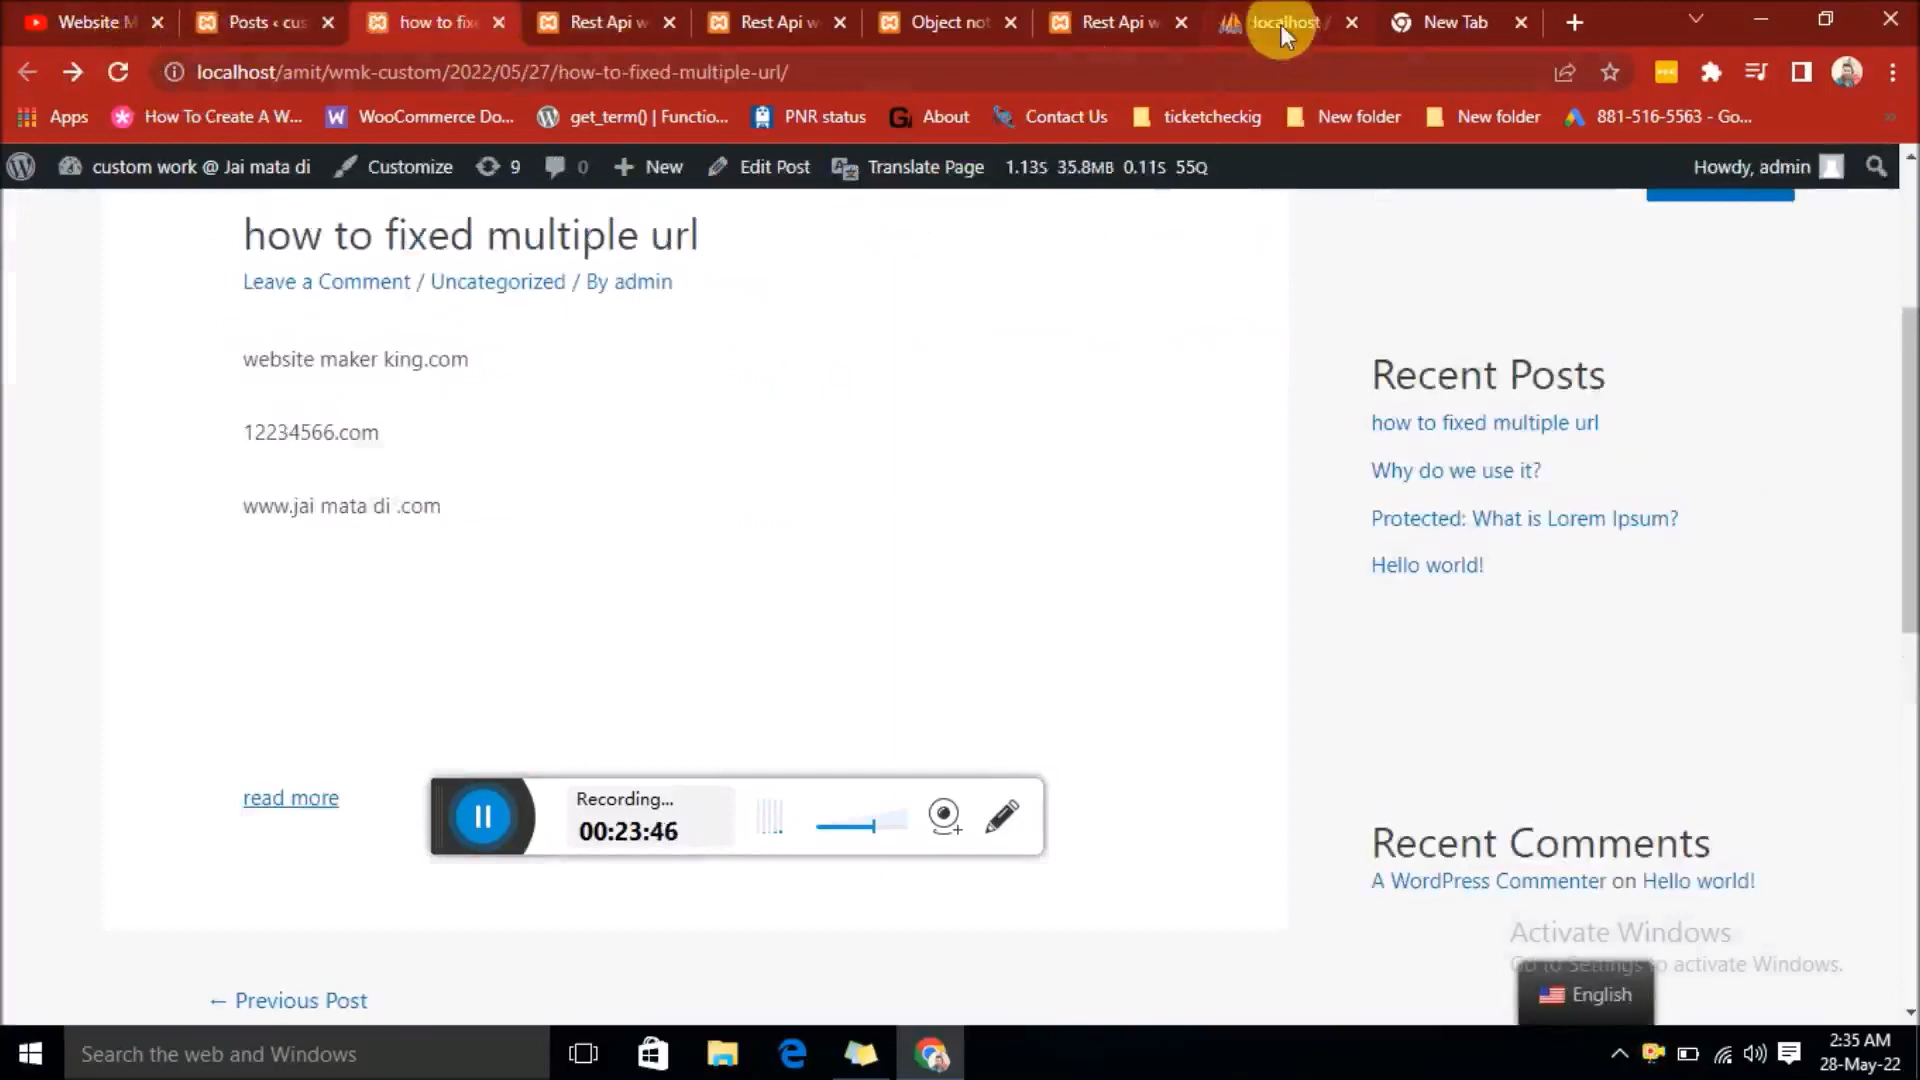 Website M
Posts ‹ cus
how to fixe
Rest Api w
Rest Api w
Object not
Rest Api w
localhost /
New Tab
localhost/amit/wmk-custom/2022/05/27/how-to-fixed-multiple-url/
Apps
How To Create A W...
WooCommerce Do...
get_term() | Functio...
PNR status
About
Contact Us
ticketcheckig
New folder
New folder
881-516-5563 - Go...
custom work @ Jai mata di
Customize
9
0
New
Edit Post
Translate Page
1.13S 35.8MB 0.11S 55Q
Howdy, admin
how to fixed multiple url
Leave a Comment / Uncategorized / By admin
website maker king.com
12234566.com
www.jai mata di .com
read more
Recording...
00:23:46
← Previous Post
Recent Posts
how to fixed multiple url
Why do we use it?
Protected: What is Lorem Ipsum?
Hello world!
Recent Comments
A WordPress Commenter on Hello world!
Activate Windows
Go to Settings to activate Windows.
English
Search the web and Windows
2:35 AM
28-May-22